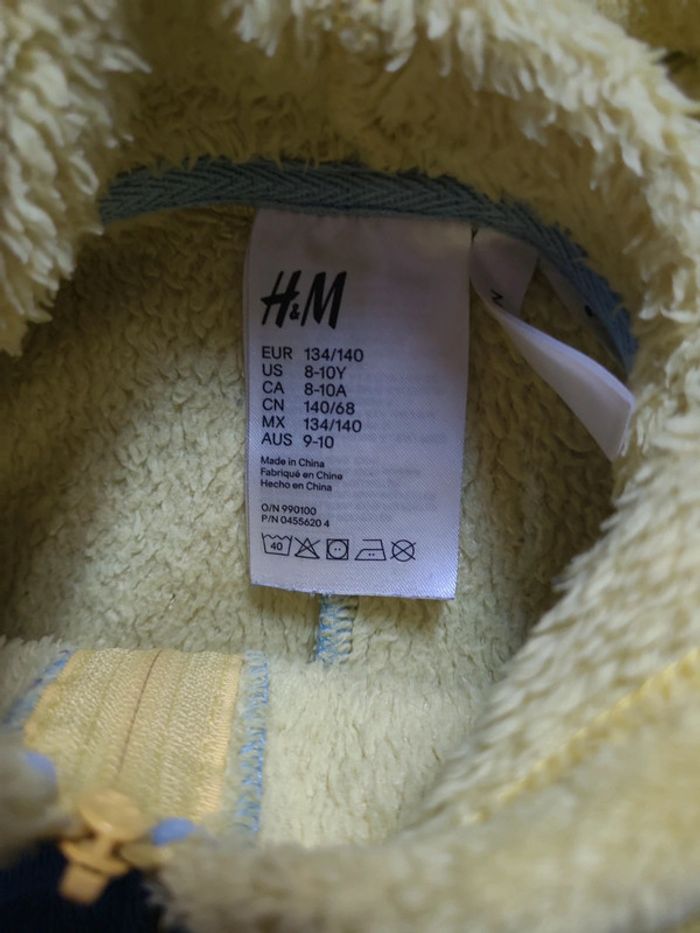 H&M
EUR 134/140
US 8-10Y
CA 8-10A
CN 140/68
MX 134/140
AUS 9-10
Made in China
Fabriqué en Chine
Hecho en China
O/N 990100
P/N 0455620 4
40